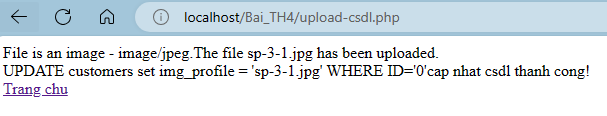 localhost/Bai_TH4/upload-csdl.php
File is an image - image/jpeg.The file sp-3-1.jpg has been uploaded.
UPDATE customers set img_profile = 'sp-3-1.jpg' WHERE ID='0'cap nhat csdl thanh cong!
Trang chu